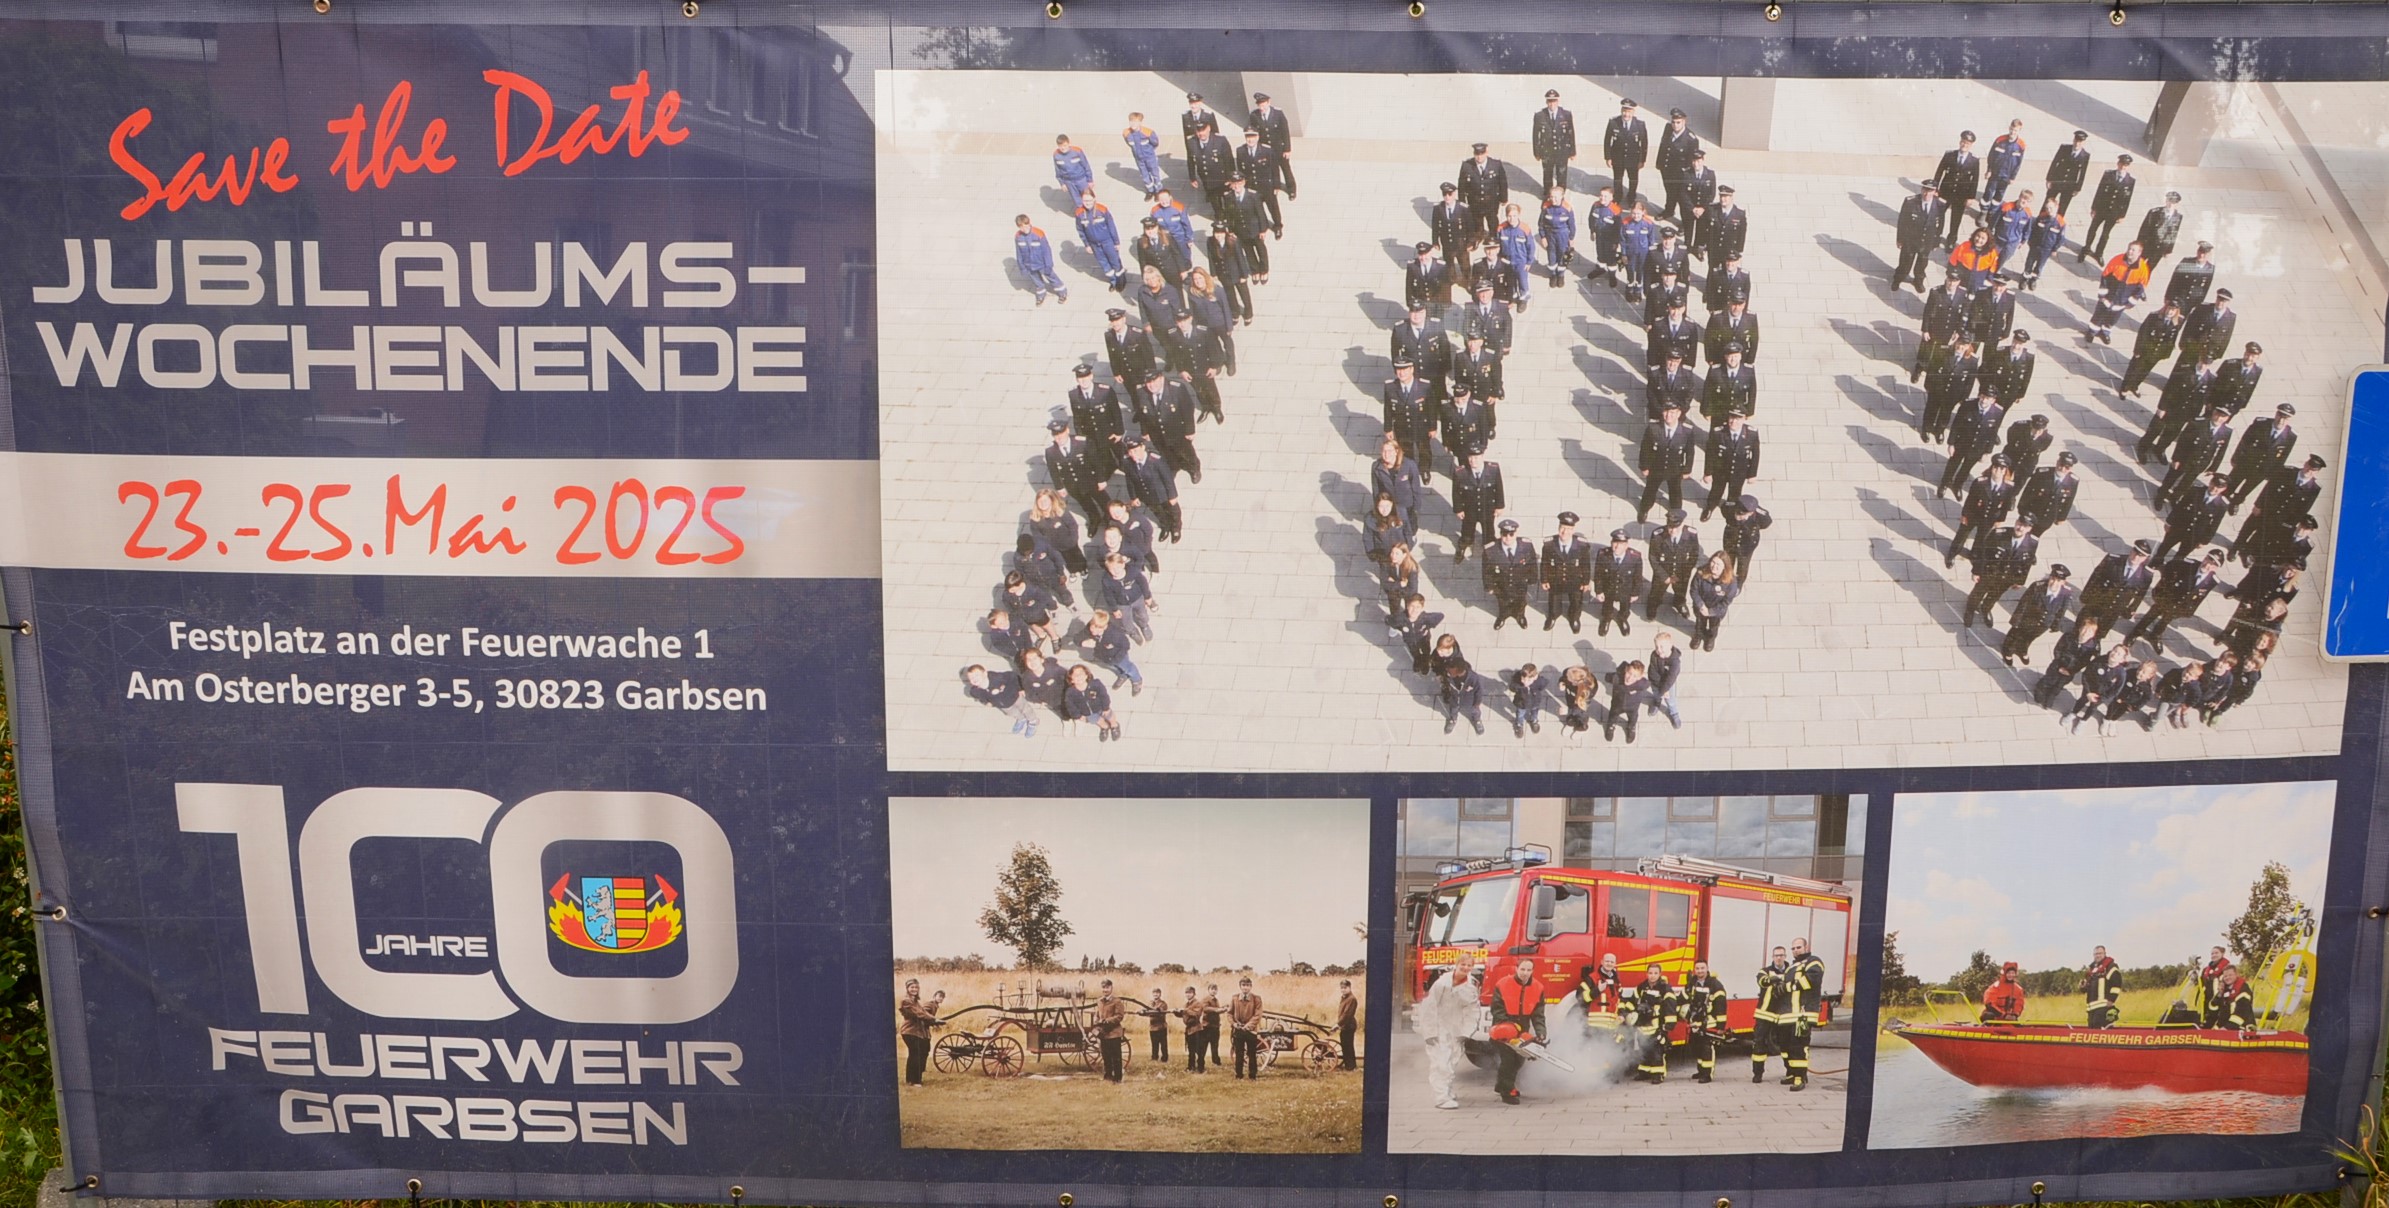 Save the Date
JUBILÄUMS-
WOCHENENDE
23.-25. Mai 2025
Festplatz an der Feuerwache 1
Am Osterberger 3-5, 30823 Garbsen
100
JAHRE
FEUERWEHR
GARBSEN
FEUERWEHR
FEUERWEHR
FEUERWEHR GARBSEN